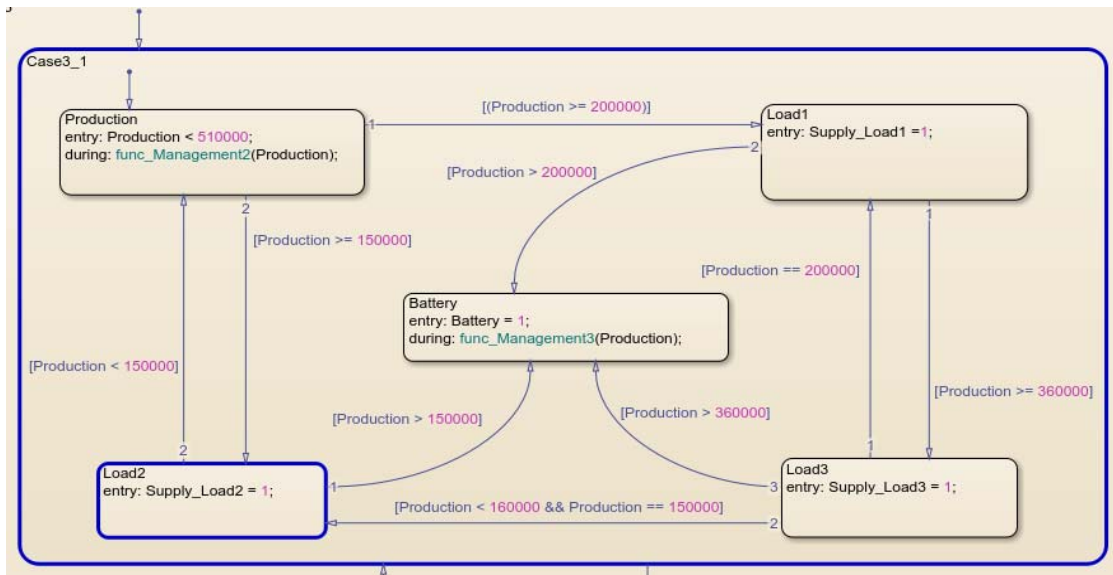 Case3_1
Production
entry: Production < 510000;
during: func_Management2(Production);
1
[(Production >= 200000)]
Load1
entry: Supply_Load1 =1;
2
[Production > 200000]
2
1
[Production >= 150000]
[Production == 200000]
Battery
entry: Battery = 1;
during: func_Management3(Production);
[Production < 150000]
[Production >= 360000]
[Production > 150000]
[Production > 360000]
2
1
Load2
entry: Supply_Load2 = 1;
1
Load3
entry: Supply_Load3 = 1;
3
[Production < 160000 && Production == 150000]
2